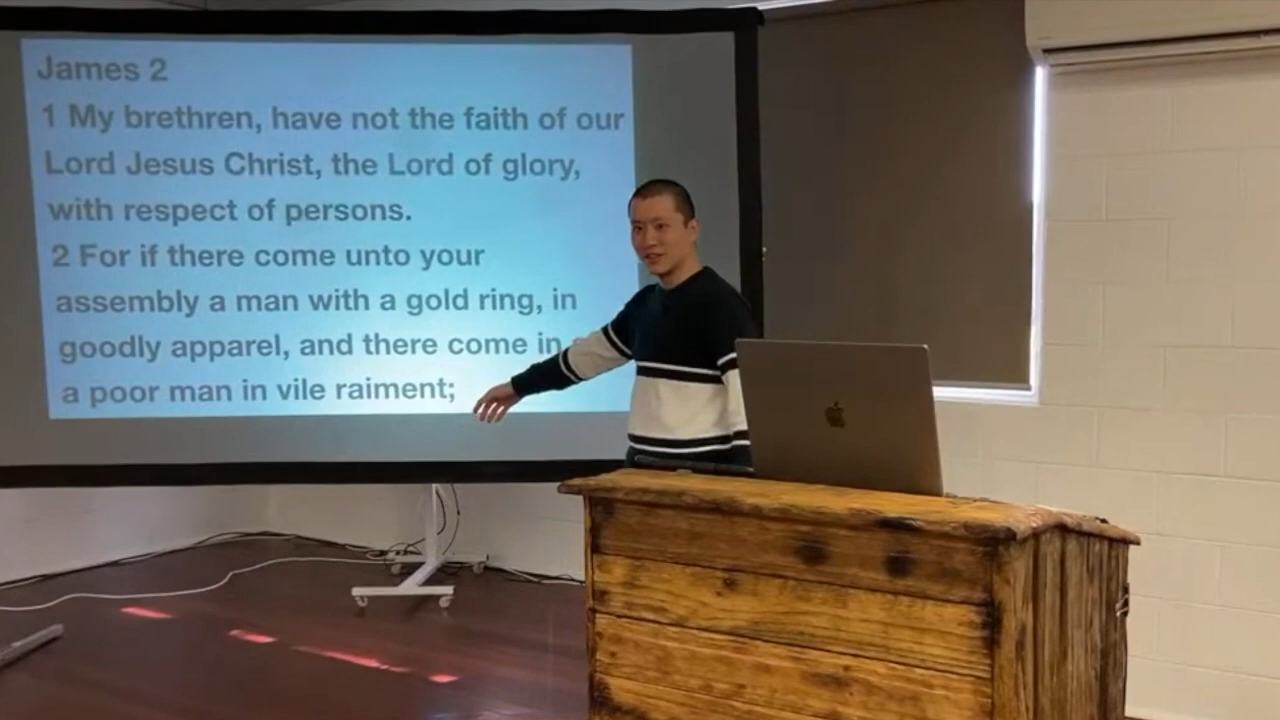 James 2
1 My brethren, have not the faith of our
Lord Jesus Christ, the Lord of glory,
with respect of persons.
2 For if there come unto your
assembly a man with a gold ring, in
goodly apparel, and there come in
a poor man in vile raiment;